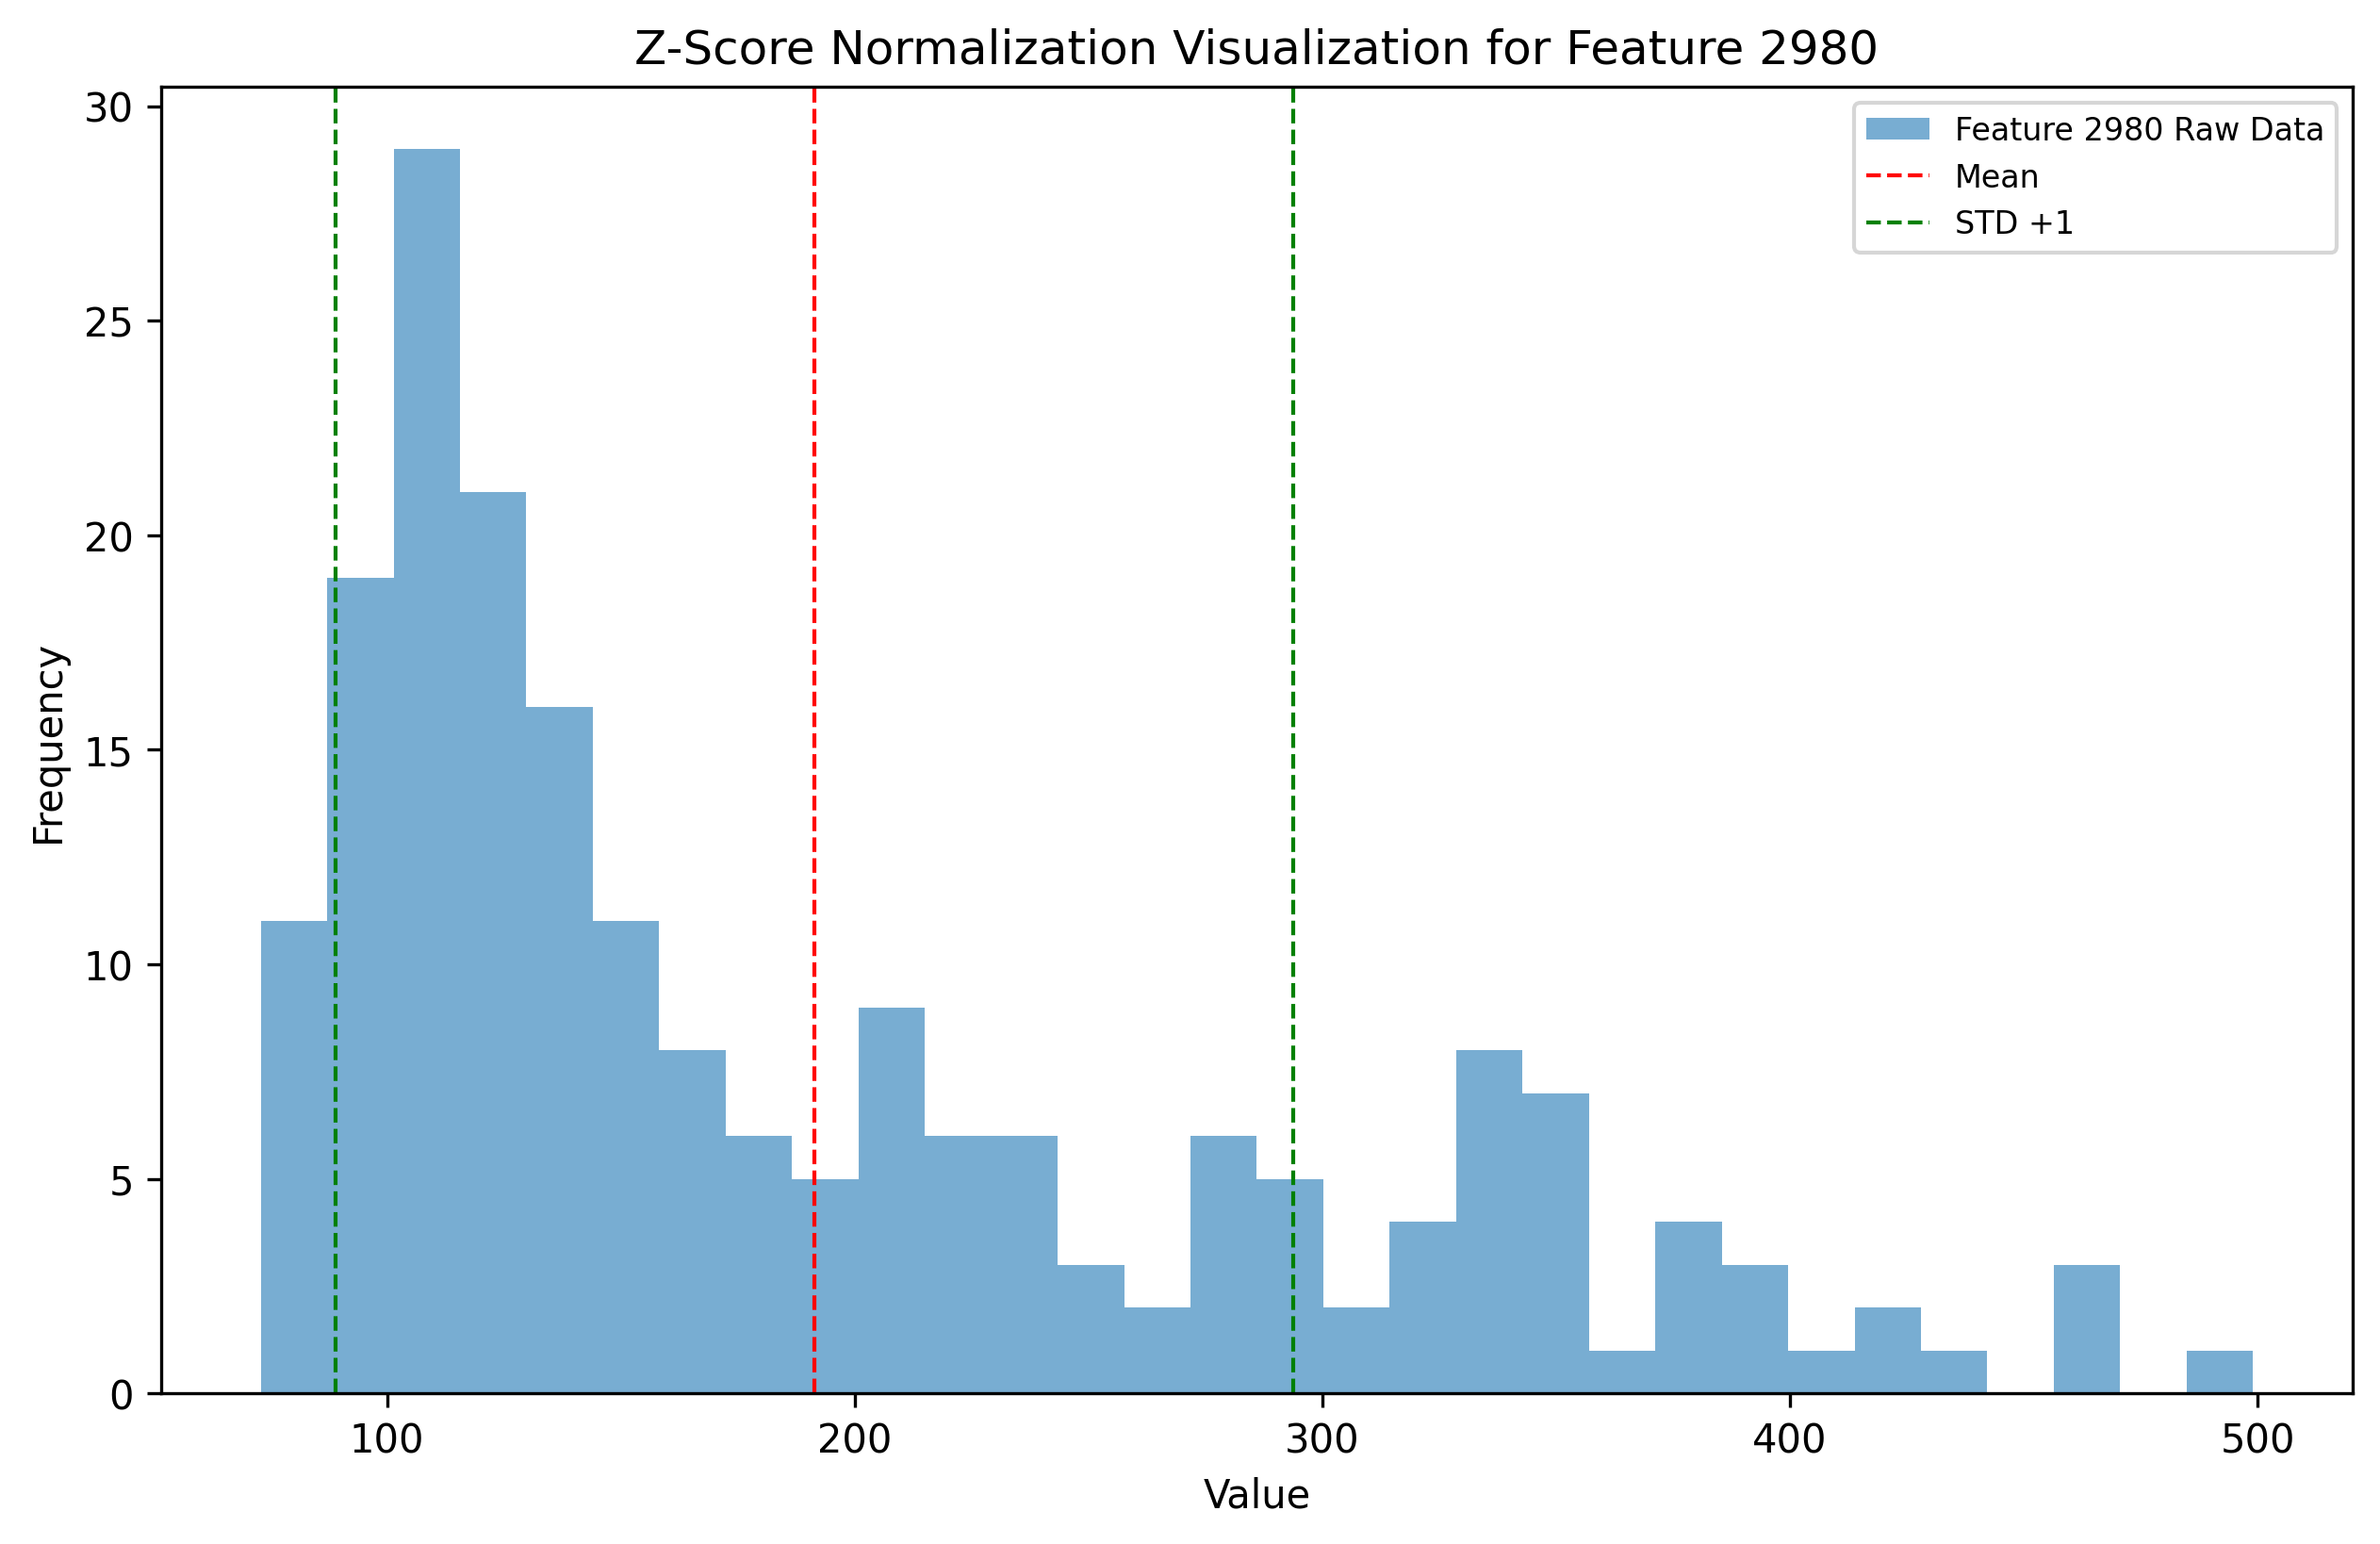 Z-Score Normalization Visualization for Feature 2980
Feature 2980 Raw Data
Mean
STD +1
30
25
20
15
10
5
0
Frequency
100 200 300 400 500
Value